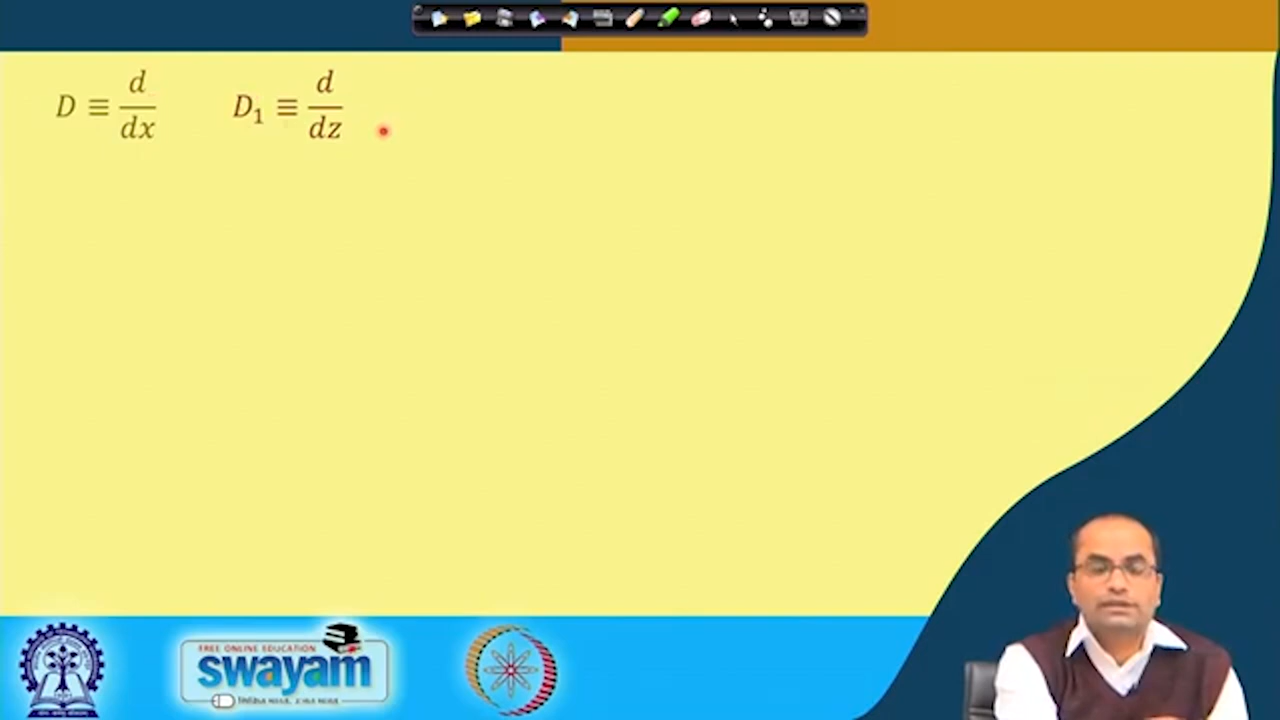 D ≡ d/dx   D₁ ≡ d/dz
FREE ONLINE EDUCATION
swayam